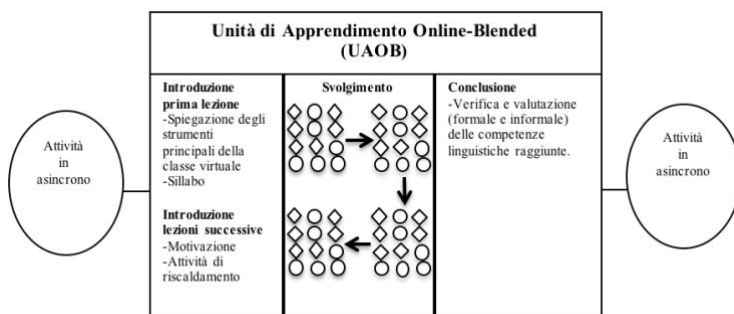 Unità di Apprendimento Online-Blended
(UAOB)
Attività
in
asincrono
Introduzione
prima lezione
-Spiegazione degli
strumenti
principali della
classe virtuale
-Sillabo
Introduzione
lezioni successive
-Motivazione
-Attività di
riscaldamento
Svolgimento
Conclusione
-Verifica e valutazione
(formale e informale)
delle competenze
linguistiche raggiunte.
Attività
in
asincrono